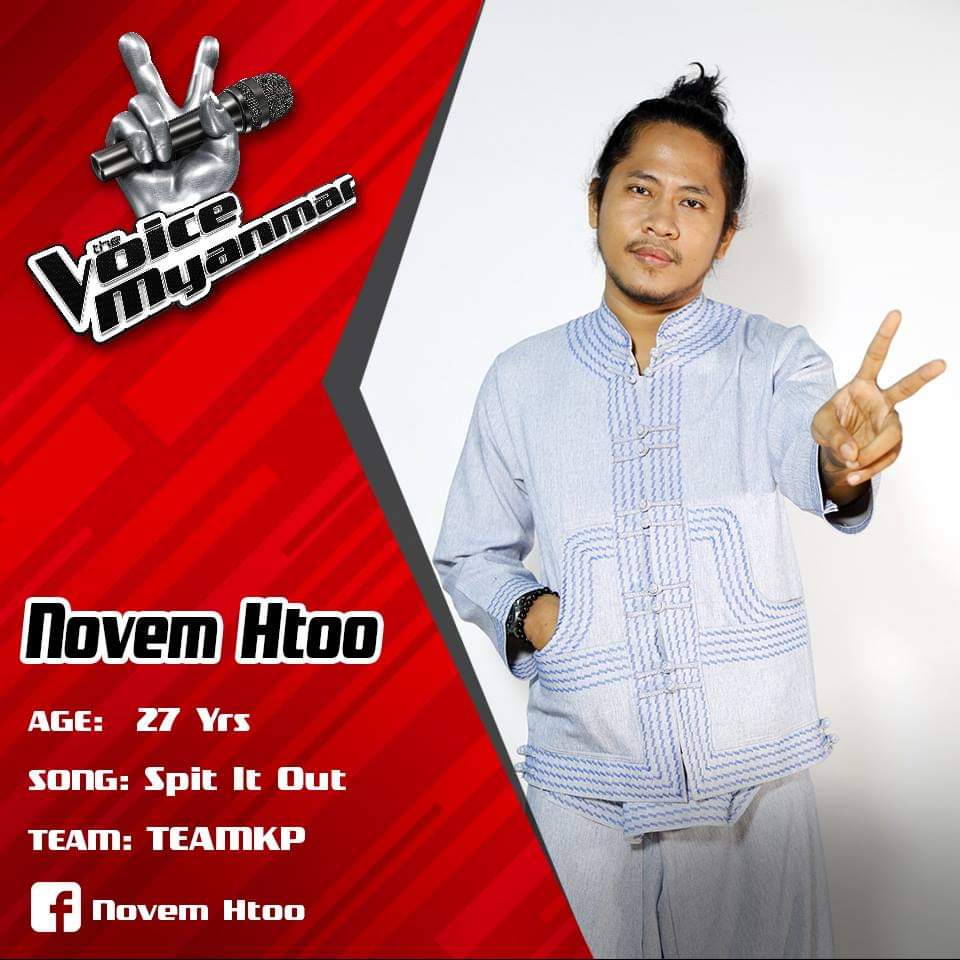 the Voice
Myanmar
Novem Htoo
AGE: 27 Yrs
SONG: Spit It Out
TEAM: TEAMKP
f Novem Htoo